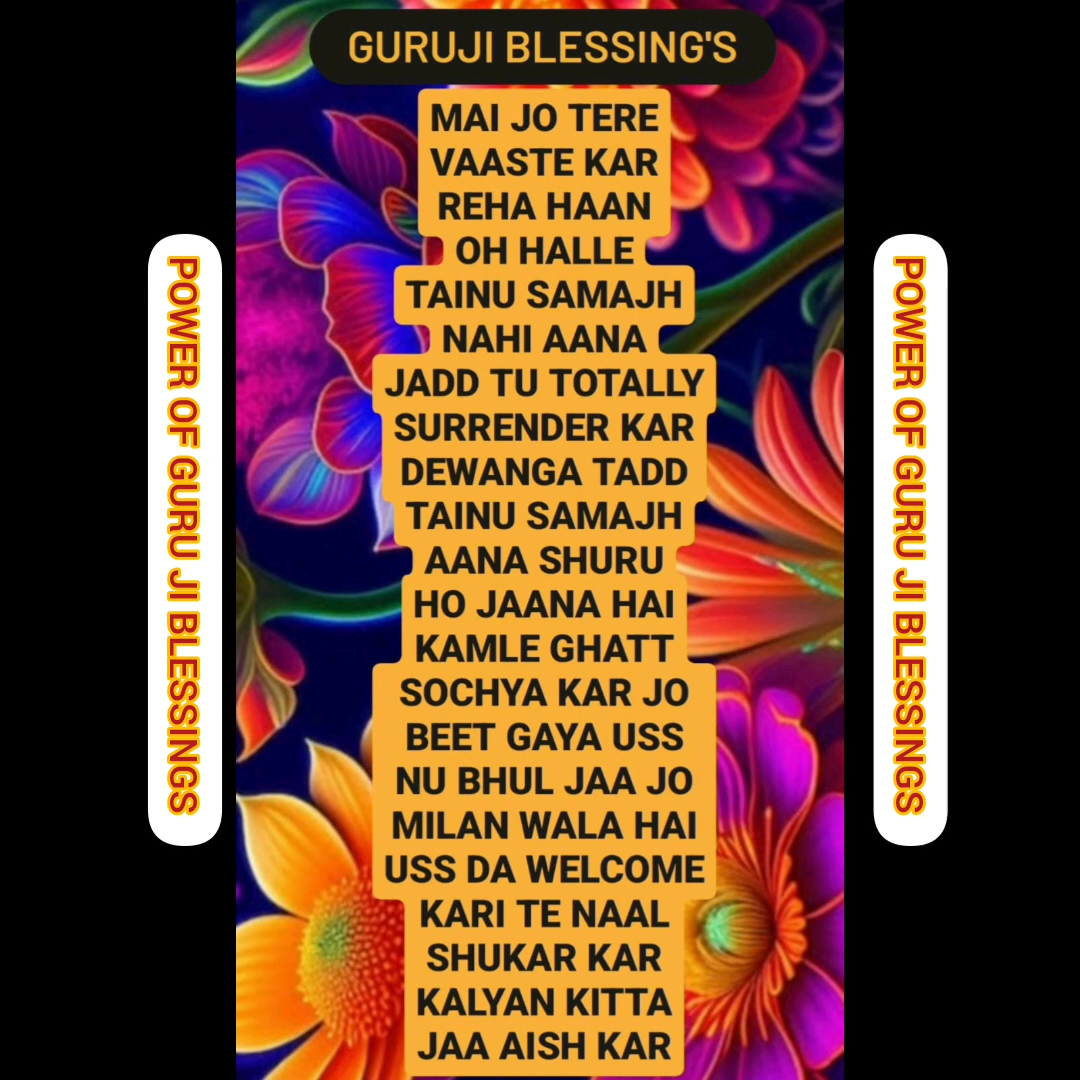 GURUJI BLESSING'S
MAI JO TERE
VAASTE KAR
REHA HAAN
OH HALLE
TAINU SAMAJH
NAHI AANA
JADD TU TOTALLY
SURRENDER KAR
DEWANGA TADD
TAINU SAMAJH
AANA SHURU
HO JAANA HAI
KAMLE GHATT
SOCHYA KAR JO
BEET GAYA USS
NU BHUL JAA JO
MILAN WALA HAI
USS DA WELCOME
KARI TE NAAL
SHUKAR KAR
KALYAN KITTA
JAA AISH KAR
POWER OF GURU JI BLESSINGS
POWER OF GURU JI BLESSINGS